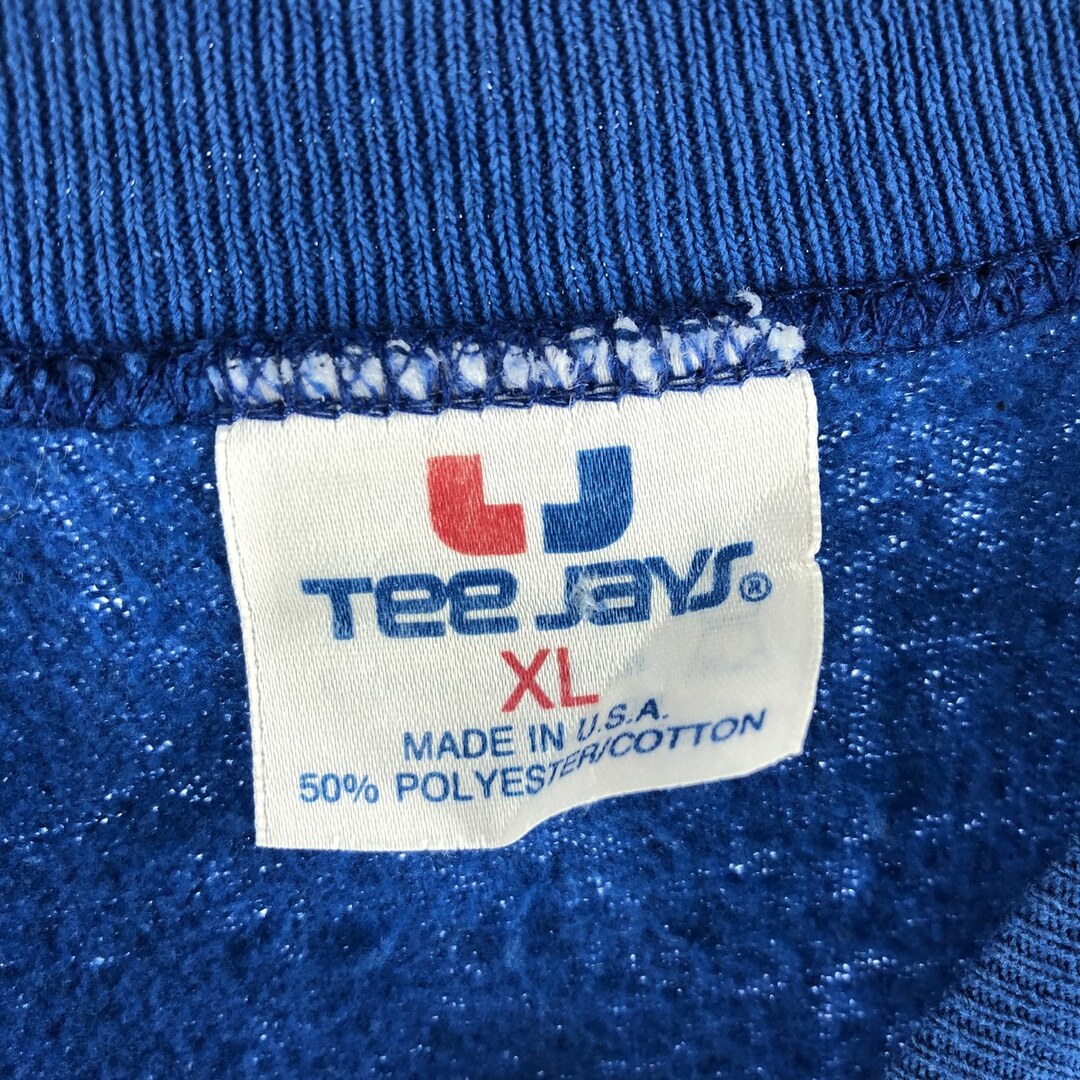 Tee Jays®
XL
MADE IN U.S.A.
50% POLYESTER/COTTON